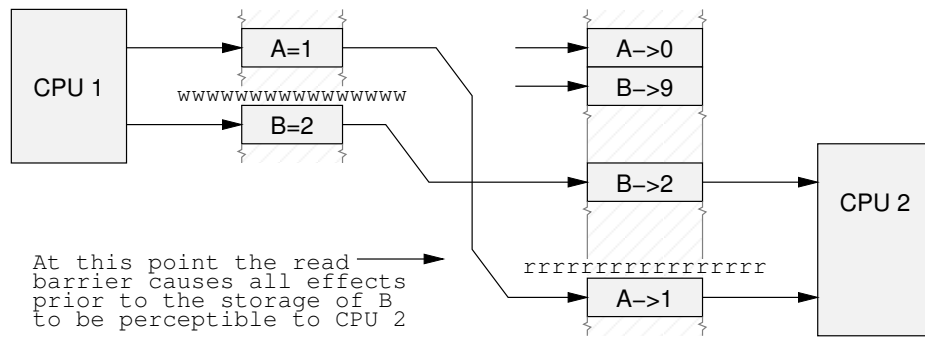 A=1
A−>0
CPU 1
B−>9
wwwwwwwwwwwwwwww
B=2
B−>2
CPU 2
At this point the read
barrier causes all effects
prior to the storage of B
to be perceptible to CPU 2
rrrrrrrrrrrrrrrrr
A−>1